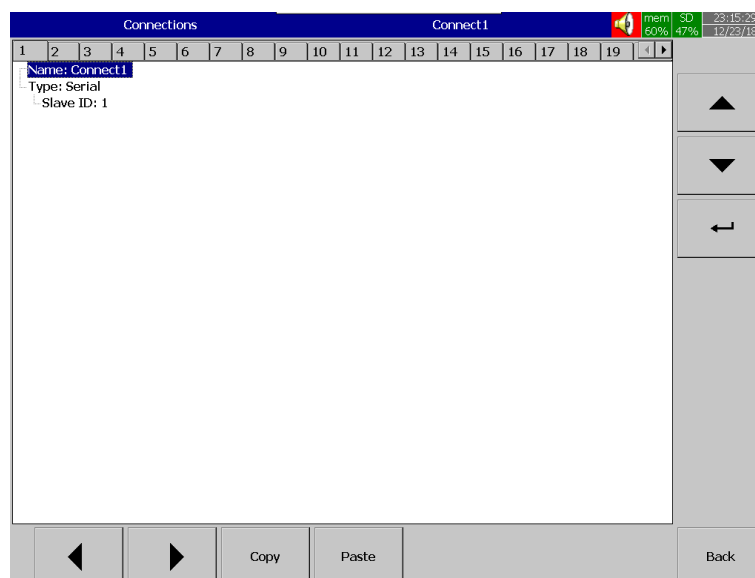 Connections Connect1 mem SD 23:15:29
60% 47% 12/23/18
1 2 3 4 5 6 7 8 9 10 11 12 13 14 15 16 17 18 19
Name: Connect1
Type: Serial
Slave ID: 1
Copy Paste Back